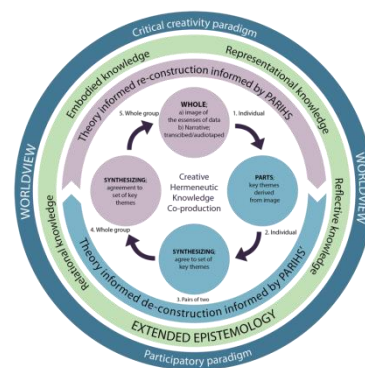 Critical creativity paradigm
Embodied knowledge
Representational knowledge
Theory informed re-construction informed by PARIHS
WORLDVIEW
WORLDVIEW
WHOLE:
a) image of
the essenses of data
b) Narrative;
transcibed/audiolaped
5. Whole group
1. Individual
SYNTHESIZING;
agreement to
set of key
themes
Creative
Hermeneutic
Knowledge
Co-production
PARTS:
key themes
derived
from image
4. Whole group
2. Individual
SYNTHESIZING;
agree to set of
key themes
3. Pairs of two
Relational knowledge
Reflective knowledge
Theory informed de-construction informed by PARIHS'
EXTENDED EPISTEMOLOGY
Participatory paradigm